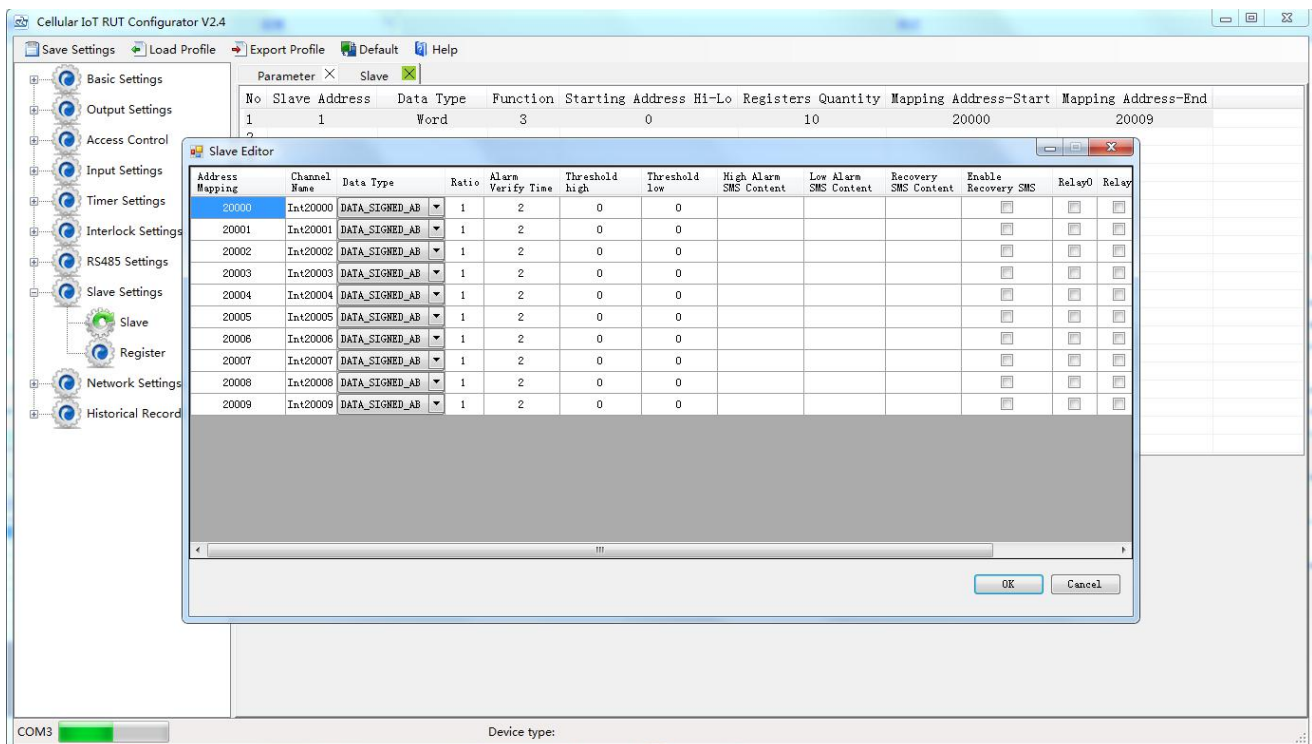 Cellular IoT RUT Configurator V2.4
Save Settings Load Profile Export Profile Default Help
Basic Settings
Output Settings
Access Control
Input Settings
Timer Settings
Interlock Settings
RS485 Settings
Slave Settings
Slave
Register
Network Settings
Historical Record
Parameter Slave
No Slave Address Data Type Function Starting Address Hi-Lo Registers Quantity Mapping Address-Start Mapping Address-End
1 1 Word 3 0 10 20000 20009
Slave Editor
Address Mapping Channel Name Data Type Ratio Alarm Verify Time Threshold high Threshold low High Alarm SMS Content Low Alarm SMS Content Recovery SMS Content Enable Recovery SMS Relay0 Relay
20000 Int20000 DATA_SIGNED_AB 1 2 0 0
20001 Int20001 DATA_SIGNED_AB 1 2 0 0
20002 Int20002 DATA_SIGNED_AB 1 2 0 0
20003 Int20003 DATA_SIGNED_AB 1 2 0 0
20004 Int20004 DATA_SIGNED_AB 1 2 0 0
20005 Int20005 DATA_SIGNED_AB 1 2 0 0
20006 Int20006 DATA_SIGNED_AB 1 2 0 0
20007 Int20007 DATA_SIGNED_AB 1 2 0 0
20008 Int20008 DATA_SIGNED_AB 1 2 0 0
20009 Int20009 DATA_SIGNED_AB 1 2 0 0
OK Cancel
COM3 Device type: